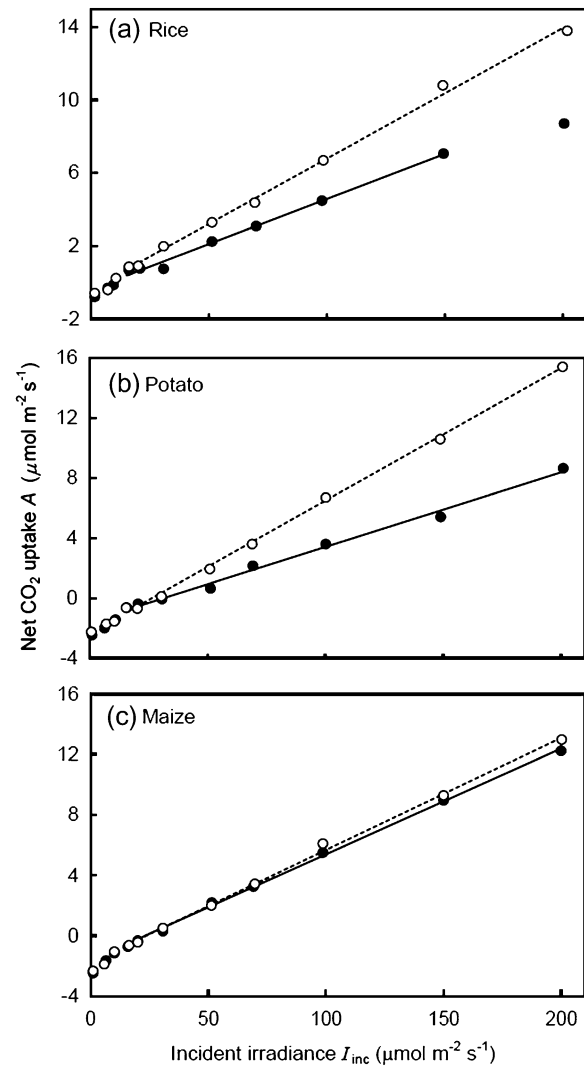 (a) Rice
14
10
6
2
-2
(b) Potato
16
12
8
4
0
-4
(c) Maize
16
12
8
4
0
-4
0 50 100 150 200
Net CO₂ uptake A (μmol m⁻² s⁻¹)
Incident irradiance Iinc (μmol m⁻² s⁻¹)